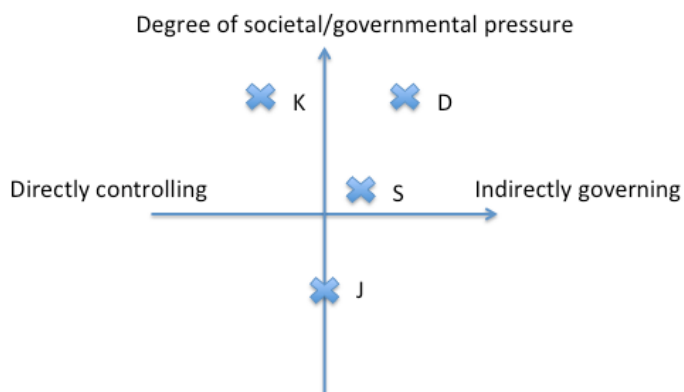 Degree of societal/governmental pressure
K
D
Directly controlling
S
Indirectly governing
J